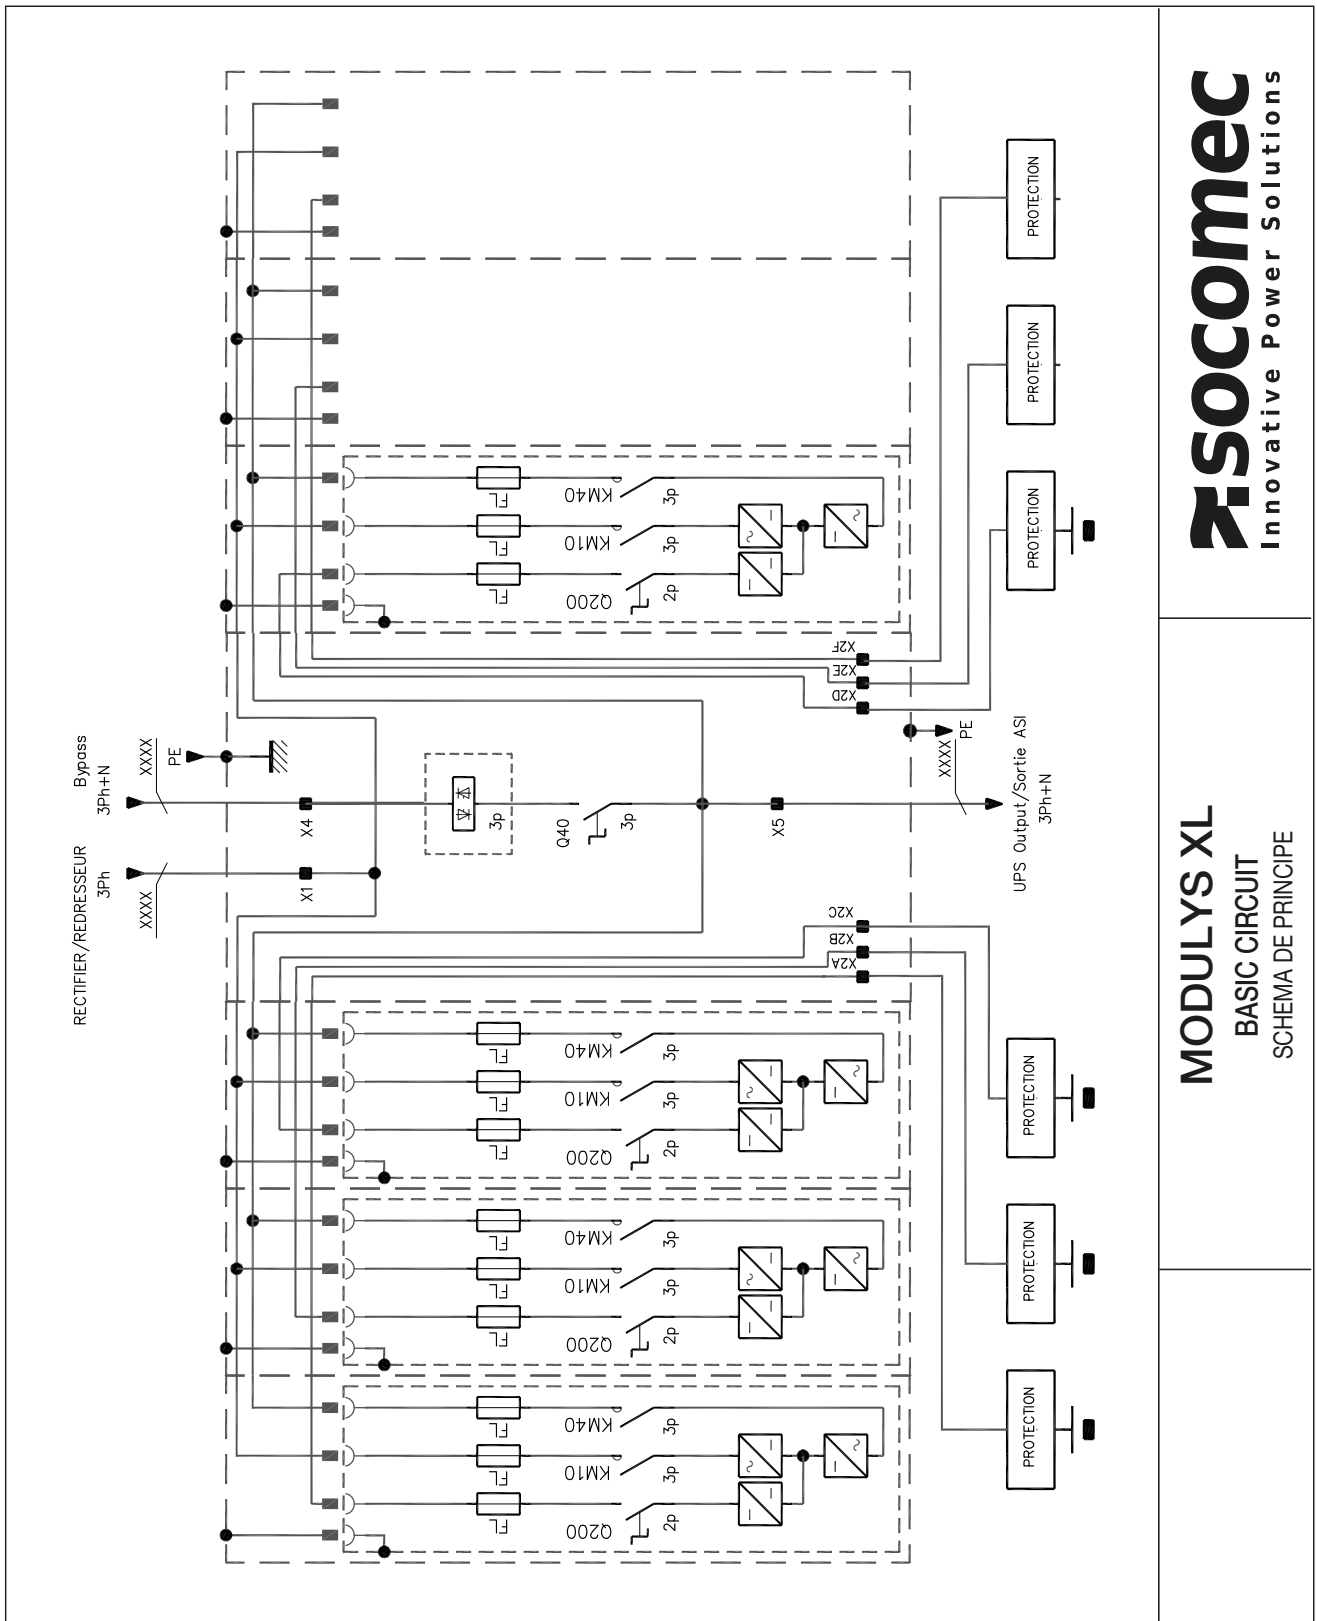 socomec
Innovative Power Solutions
MODULYS XL
BASIC CIRCUIT
SCHEMA DE PRINCIPE
RECTIFIER/REDRESSEUR
3Ph
XXXX
X1
Bypass
3Ph+N
XXXX
PE
X4
3p
Q40
3p
X5
UPS Output/Sortie ASI
3Ph+N
XXXX
PE
X2F
X2E
X2D
X2C
X2B
X2A
FL
KM40
3p
FL
KM10
3p
FL
Q200
2p
FL
KM40
3p
FL
KM10
3p
FL
Q200
2p
FL
KM40
3p
FL
KM10
3p
FL
Q200
2p
FL
KM40
3p
FL
KM10
3p
FL
Q200
2p
PROTECTION
PROTECTION
PROTECTION
PROTECTION
PROTECTION
PROTECTION